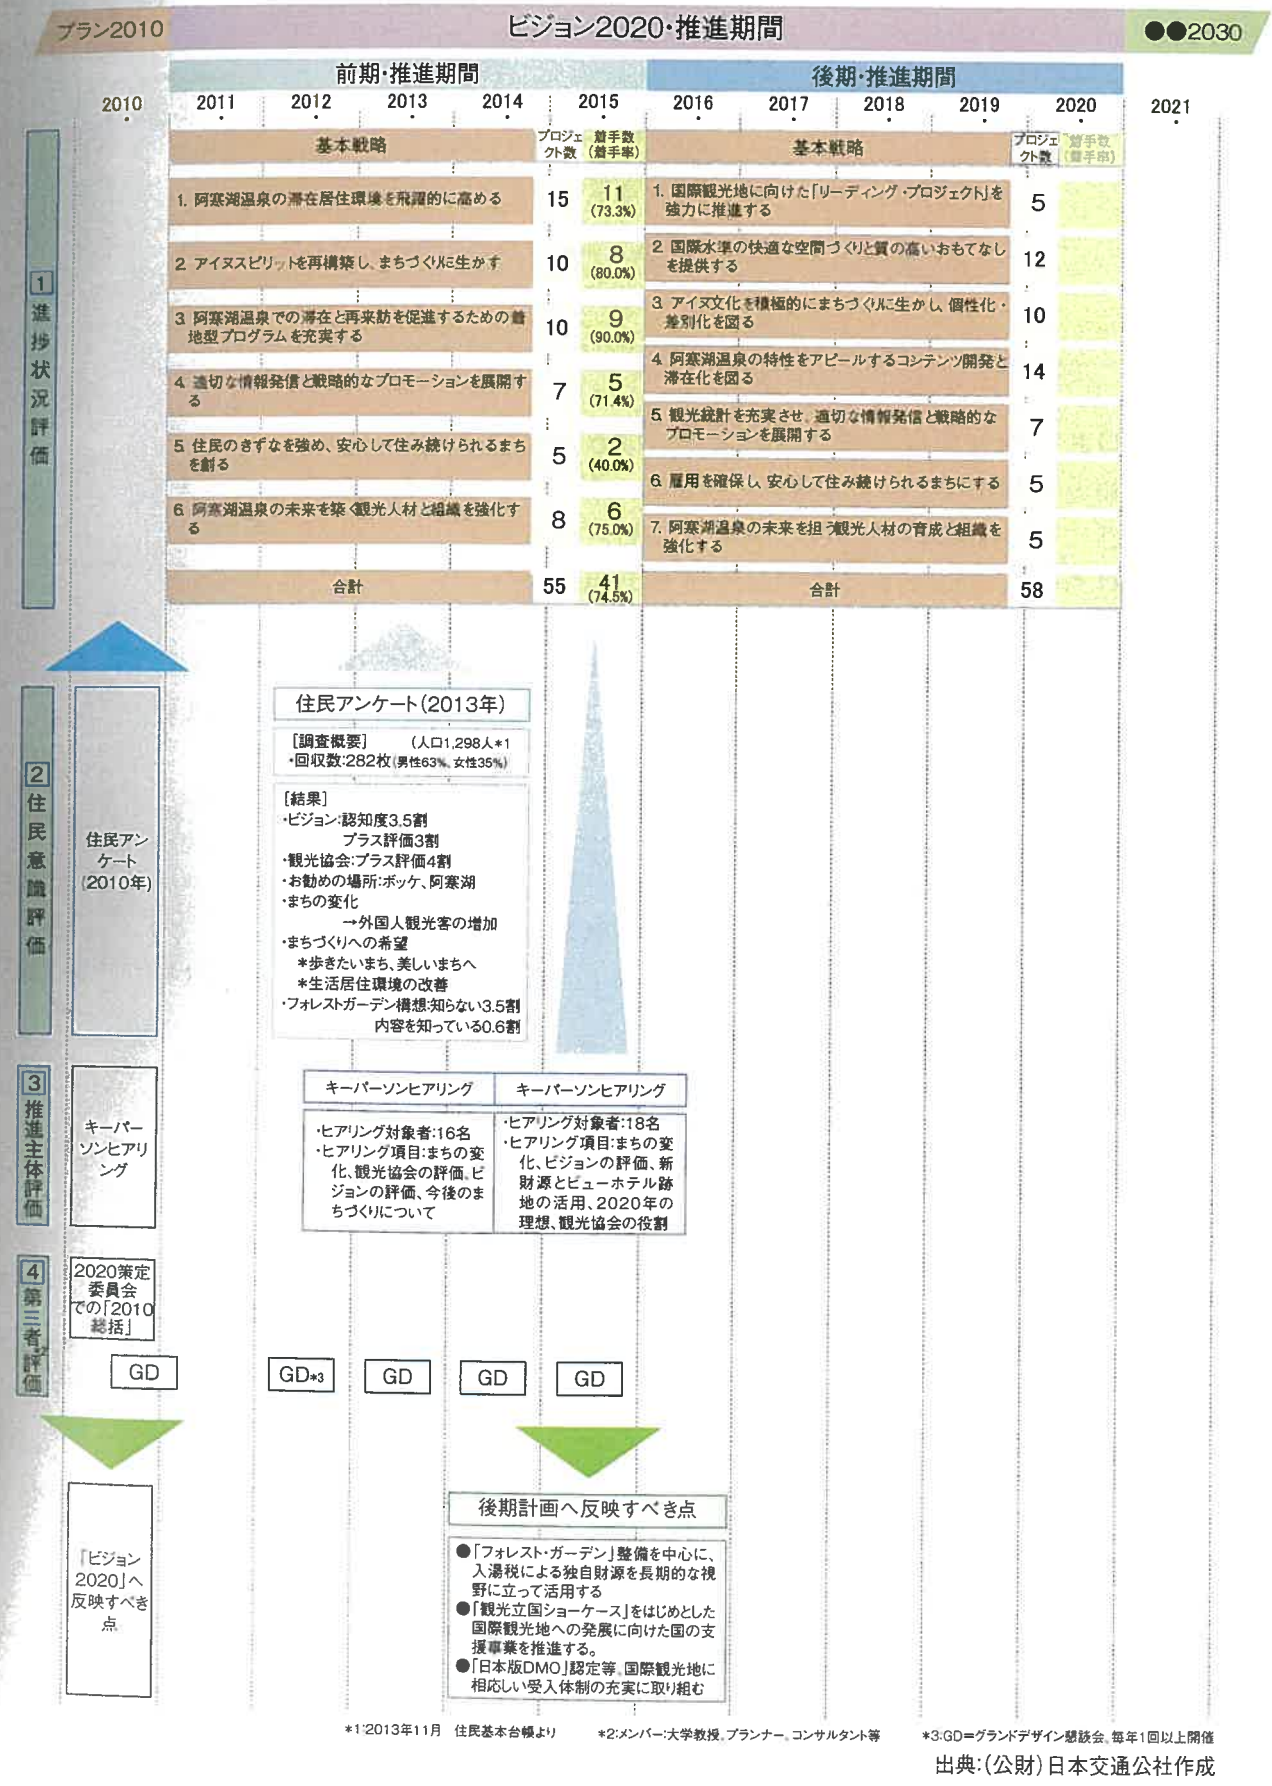 プラン2010
ビジョン2020・推進期間
●●2030
前期・推進期間
後期・推進期間
2010
2011
2012
2013
2014
2015
2016
2017
2018
2019
2020
2021
1 進捗状況評価
基本戦略
プロジェ
クト数
着手数
(着手率)
1. 阿寒湖温泉の滞在居住環境を飛躍的に高める
15
11
(73.3%)
2. アイヌスピリットを再構築し、まちづくりに生かす
10
8
(80.0%)
3. 阿寒湖温泉での滞在と再来訪を促進するための着
地型プログラムを充実する
10
9
(90.0%)
4. 適切な情報発信と戦略的なプロモーションを展開す
る
7
5
(71.4%)
5. 住民のきずなを強め、安心して住み続けられるまち
を創る
5
2
(40.0%)
6. 阿寒湖温泉の未来を築く観光人材と組織を強化す
る
8
6
(75.0%)
合計
55
41
(74.5%)
基本戦略
プロジェ
クト数
着手数
(着手率)
1. 国際観光地に向けた「リーディング・プロジェクト」を
強力に推進する
5
2. 国際水準の快適な空間づくりと質の高いおもてなし
を提供する
12
3. アイヌ文化を積極的にまちづくりに生かし、個性化・
差別化を図る
10
4. 阿寒湖温泉の特性をアピールするコンテンツ開発と
滞在化を図る
14
5. 観光統計を充実させ、適切な情報発信と戦略的な
プロモーションを展開する
7
6. 雇用を確保し、安心して住み続けられるまちにする
5
7. 阿寒湖温泉の未来を担う観光人材の育成と組織を
強化する
5
合計
58
2 住民意識評価
住民アン
ケート
(2010年)
住民アンケート(2013年)
[調査概要] (人口1,298人*1
・回収数:282枚(男性63%、女性35%)
[結果]
・ビジョン:認知度3.5割
プラス評価3割
・観光協会:プラス評価4割
・お勧めの場所:ボッケ、阿寒湖
・まちの変化
→外国人観光客の増加
・まちづくりへの希望
*歩きたいまち、美しいまちへ
*生活居住環境の改善
・フォレストガーデン構想:知らない3.5割
内容を知っている0.6割
3 推進主体評価
キーパー
ソンヒアリ
ング
キーパーソンヒアリング
・ヒアリング対象者:16名
・ヒアリング項目:まちの変
化、観光協会の評価、ビ
ジョンの評価、今後のま
ちづくりについて
キーパーソンヒアリング
・ヒアリング対象者:18名
・ヒアリング項目:まちの変
化、ビジョンの評価、新
財源とビューホテル跡
地の活用、2020年の
理想、観光協会の役割
4 第三者評価*2
2020策定
委員会
での「2010
総括」
GD
GD*3
GD
GD
GD
「ビジョン
2020」へ
反映すべき
点
後期計画へ反映すべき点
●「フォレスト・ガーデン」整備を中心に、
入湯税による独自財源を長期的な視
野に立って活用する
●「観光立国ショーケース」をはじめとした
国際観光地への発展に向けた国の支
援事業を推進する。
●「日本版DMO」認定等、国際観光地に
相応しい受入体制の充実に取り組む
*1:2013年11月 住民基本台帳より
*2:メンバー:大学教授、プランナー、コンサルタント等
*3:GD=グランドデザイン懇談会、毎年1回以上開催
出典:(公財)日本交通公社作成